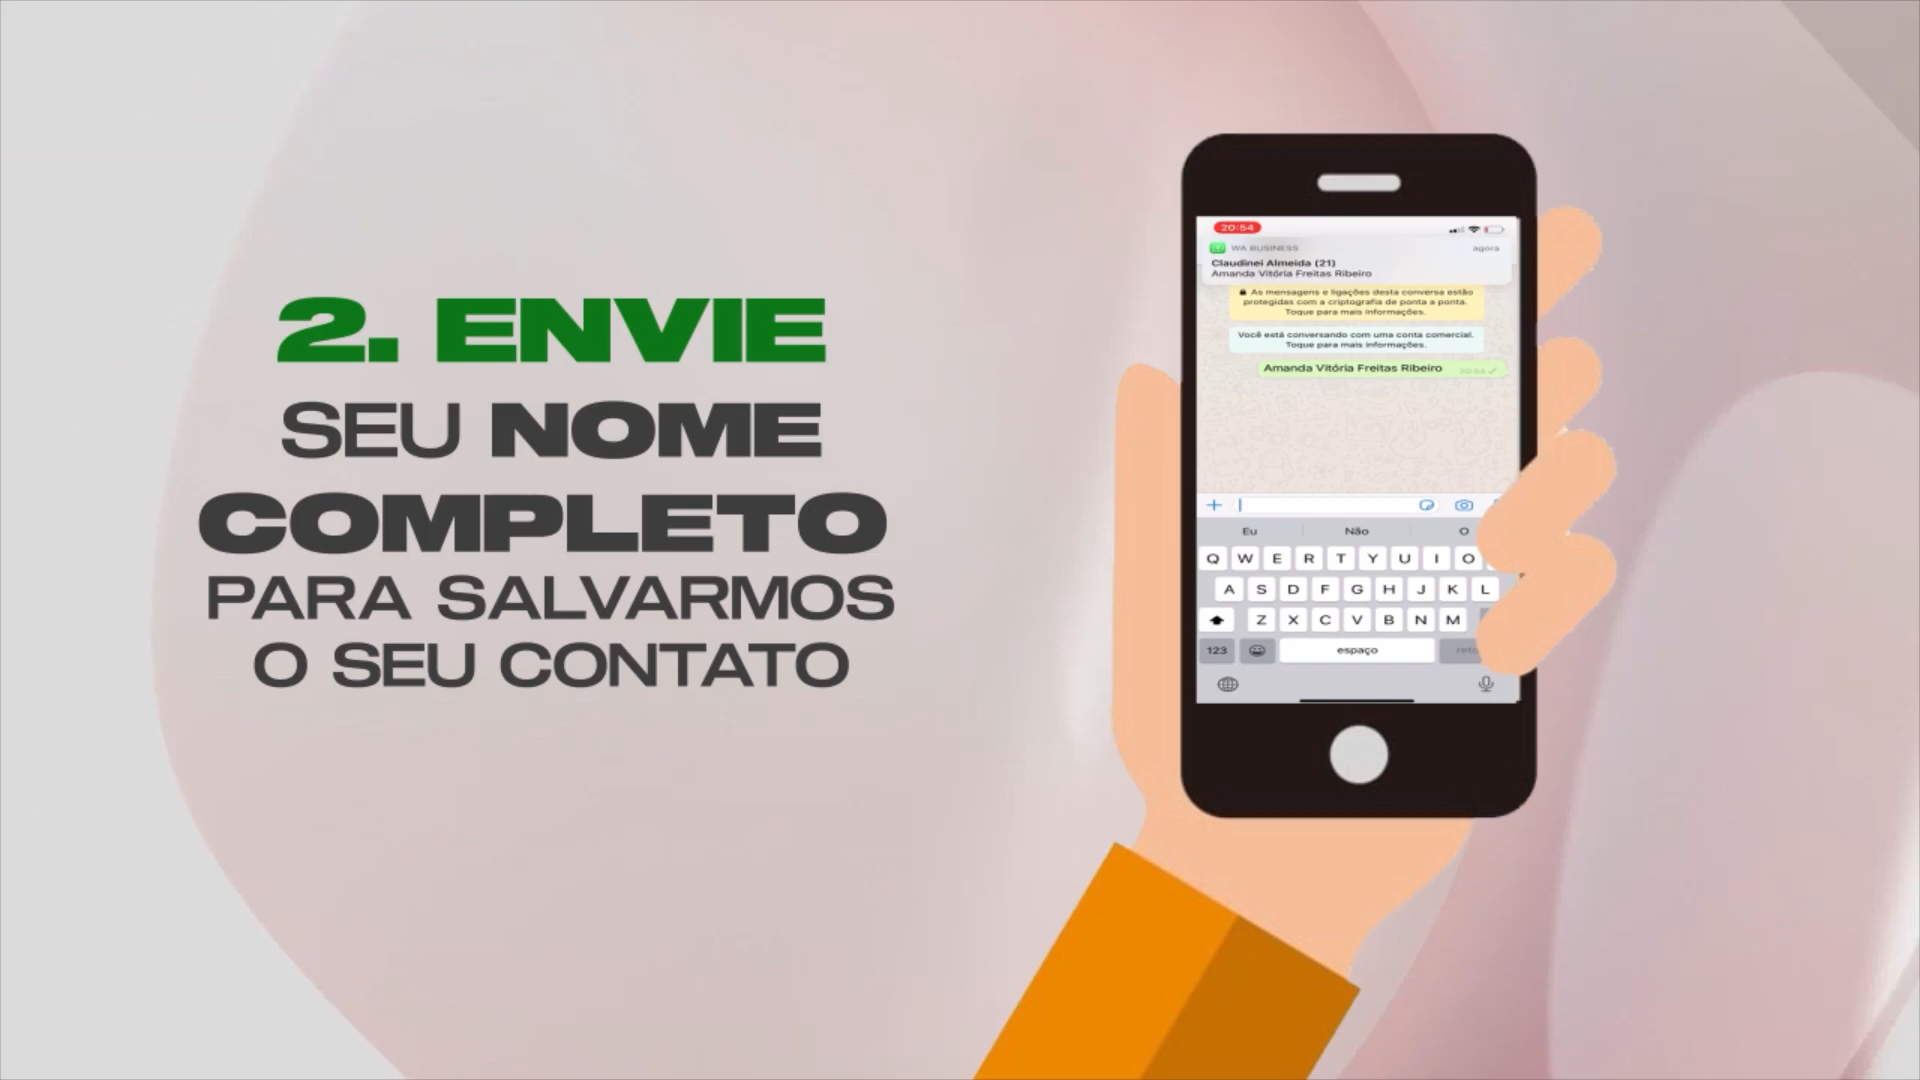 2. ENVIE
SEU NOME
COMPLETO
PARA SALVARMOS
O SEU CONTATO
20:54
WA BUSINESS
agora
Claudinei Almeida (21)
Amanda Vitória Freitas Ribeiro
As mensagens e ligações desta conversa estão
protegidas com a criptografia de ponta a ponta.
Toque para mais informações.
Você está conversando com uma conta comercial.
Toque para mais informações.
Amanda Vitória Freitas Ribeiro 20:54
Eu Não O
Q W E R T Y U I O
A S D F G H J K L
Z X C V B N M
123 espaço